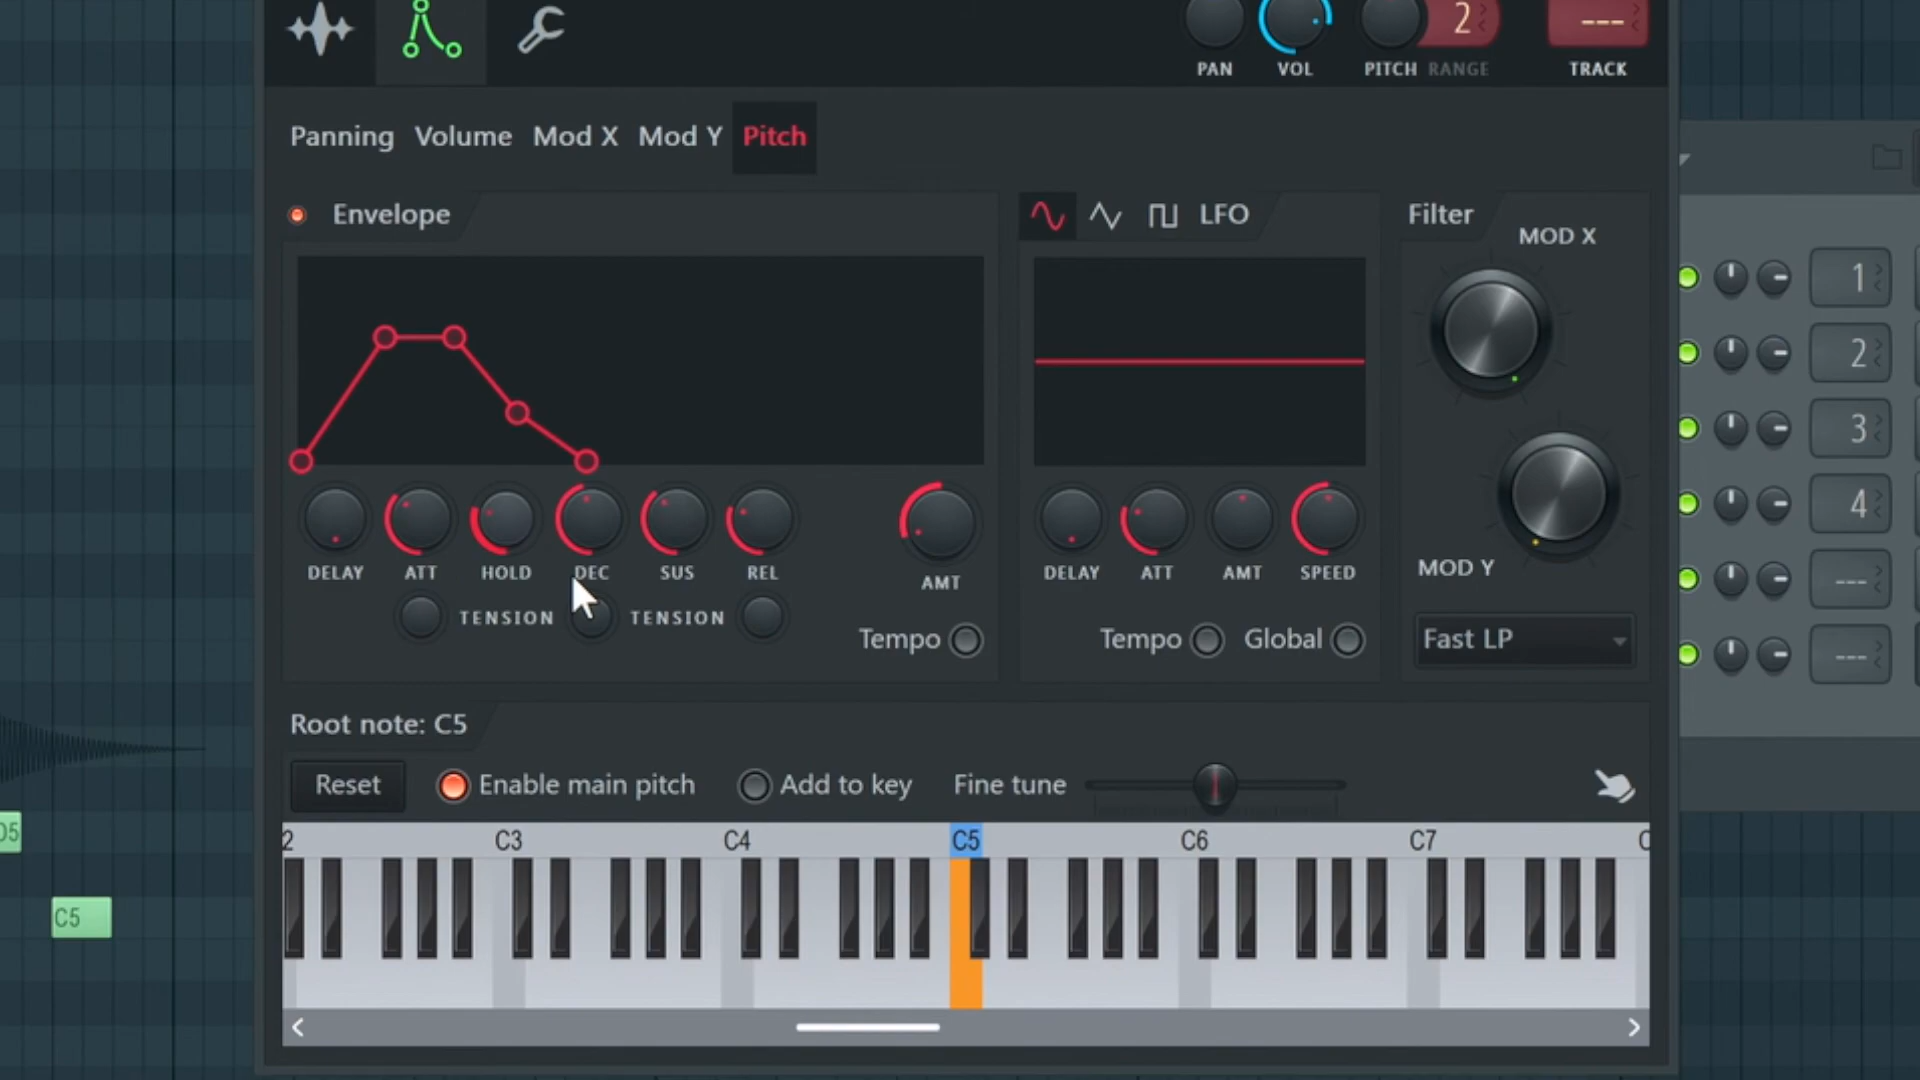 2
---
PAN VOL PITCH RANGE TRACK
Panning Volume Mod X Mod Y Pitch
Envelope LFO Filter
MOD X
1
2
3
4
---
---
DELAY ATT HOLD DEC SUS REL AMT DELAY ATT AMT SPEED
MOD Y
TENSION TENSION
Tempo Tempo Global Fast LP
Root note: C5
Reset Enable main pitch Add to key Fine tune
2 C3 C4 C5 C6 C7 C
D5
C5